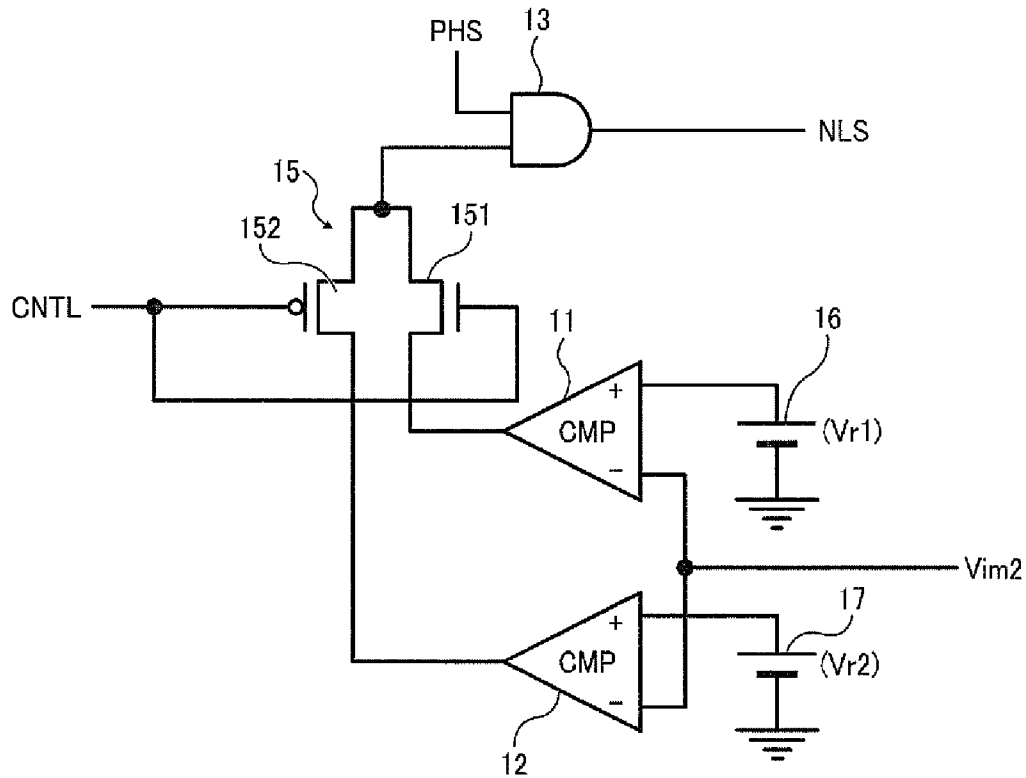 PHS
13
NLS
15
152
151
CNTL
11
16
+
CMP
(Vr1)
−
Vim2
17
+
CMP
(Vr2)
−
12